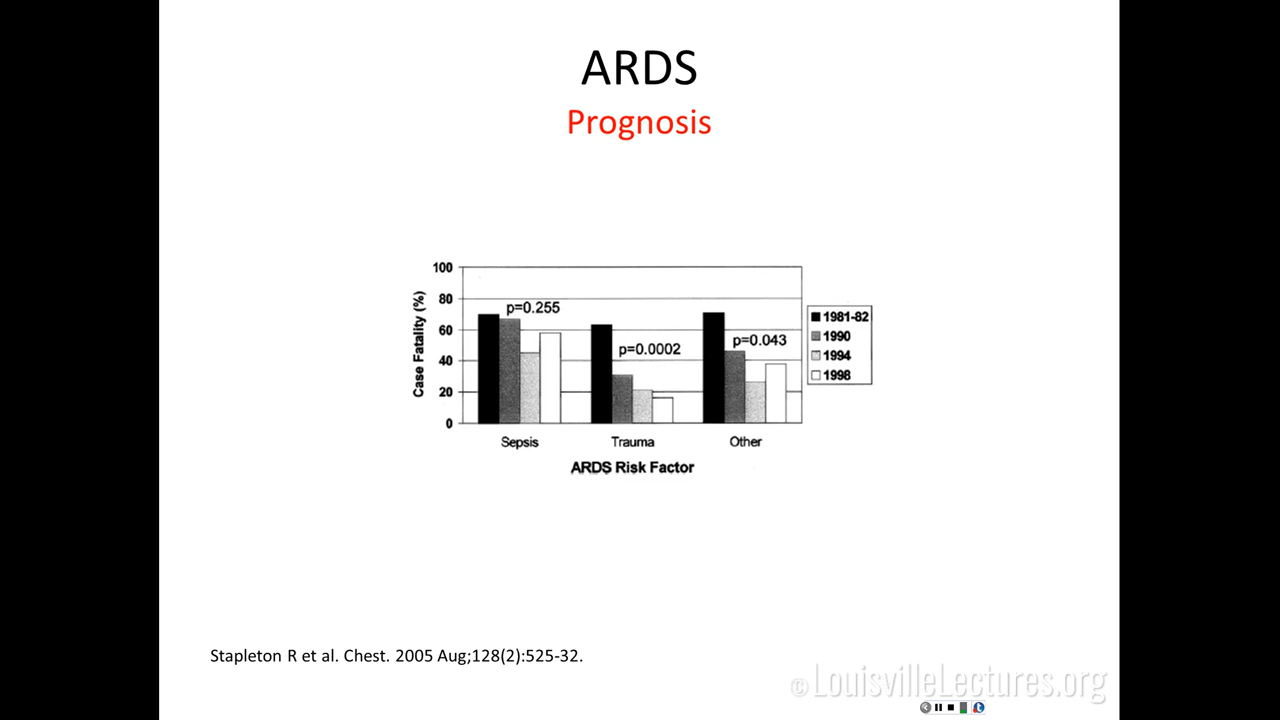 ARDS
Prognosis
100
80
60
40
20
0
Case Fatality (%)
p=0.255
p=0.0002
p=0.043
Sepsis
Trauma
Other
ARDS Risk Factor
1981-82
1990
1994
1998
Stapleton R et al. Chest. 2005 Aug;128(2):525-32.
© LouisvilleLectures.org